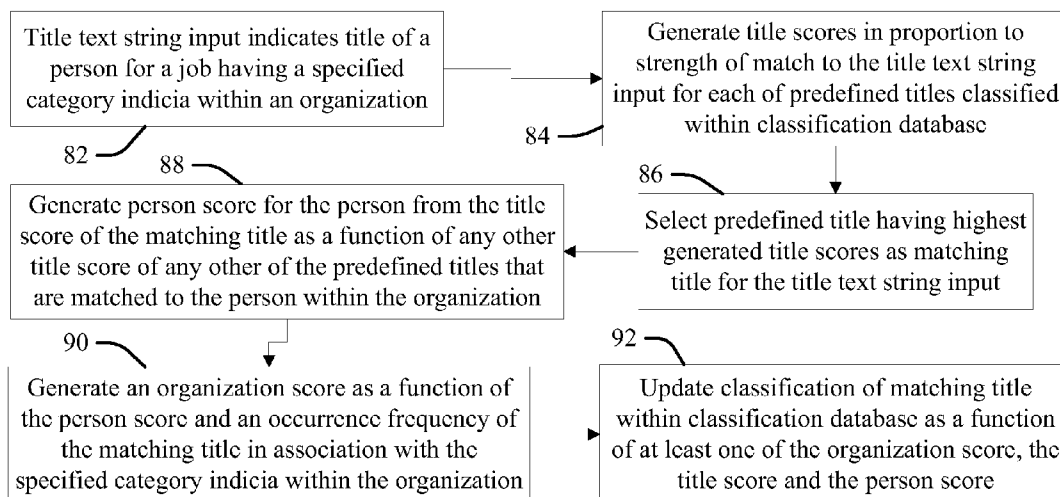 Title text string input indicates title of a
person for a job having a specified
category indicia within an organization
82
Generate title scores in proportion to
strength of match to the title text string
input for each of predefined titles classified
within classification database
84
86
Select predefined title having highest
generated title scores as matching
title for the title text string input
88
Generate person score for the person from the title
score of the matching title as a function of any other
title score of any other of the predefined titles that
are matched to the person within the organization
90
Generate an organization score as a function of
the person score and an occurrence frequency of
the matching title in association with the
specified category indicia within the organization
92
Update classification of matching title
within classification database as a function
of at least one of the organization score, the
title score and the person score